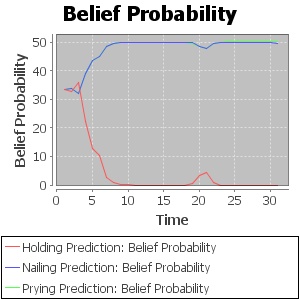 Belief Probability
Belief Probability
50
40
30
20
10
0
0 5 10 15 20 25 30
Time
Holding Prediction: Belief Probability
Nailing Prediction: Belief Probability
Prying Prediction: Belief Probability